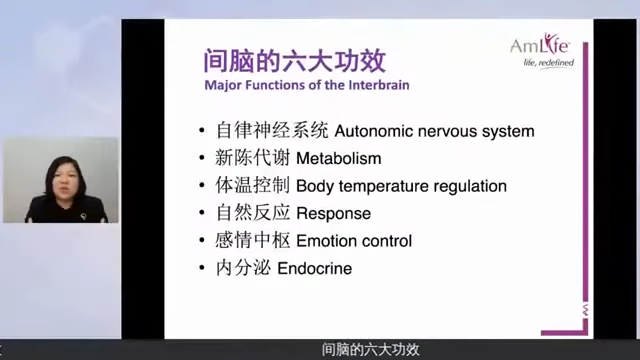 间脑的六大功效
AmLife
life, redefined
Major Functions of the Interbrain
• 自律神经系统 Autonomic nervous system
• 新陈代谢 Metabolism
• 体温控制 Body temperature regulation
• 自然反应 Response
• 感情中枢 Emotion control
• 内分泌 Endocrine
间脑的六大功效